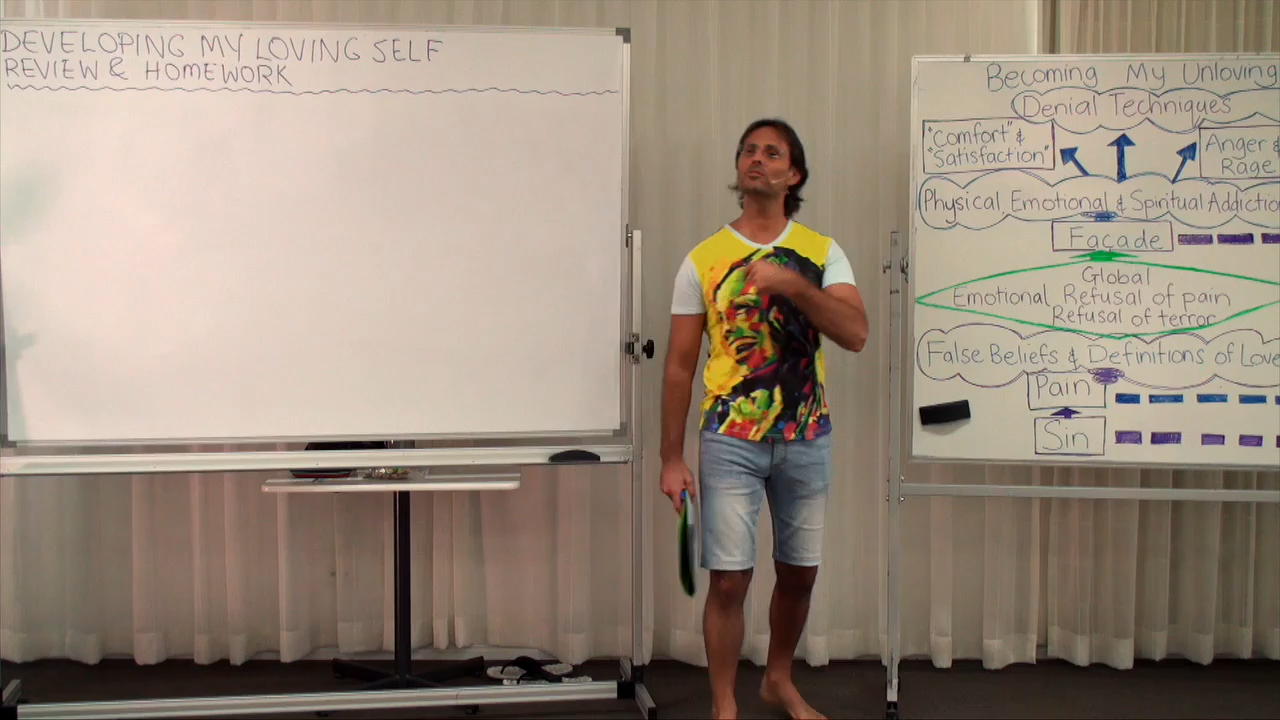 DEVELOPING MY LOVING SELF
REVIEW & HOMEWORK
Becoming My Unloving
Denial Techniques
"Comfort" &
"Satisfaction"
Anger &
Rage
Physical Emotional & Spiritual Addictio
Façade
Global
Emotional Refusal of pain
Refusal of terror
False Beliefs & Definitions of Love
Pain
Sin